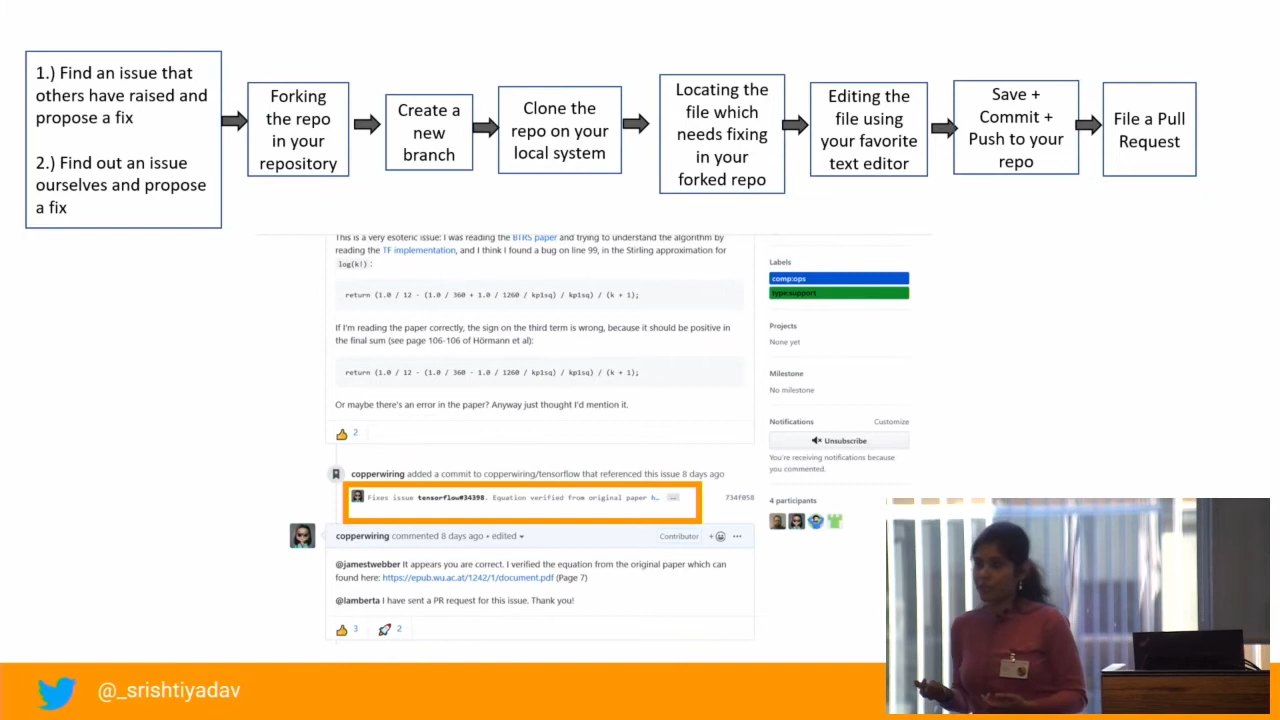 1.) Find an issue that
others have raised and
propose a fix
2.) Find out an issue
ourselves and propose
a fix
Forking
the repo
in your
repository
Create a
new
branch
Clone the
repo on your
local system
Locating the
file which
needs fixing
in your
forked repo
Editing the
file using
your favorite
text editor
Save +
Commit +
Push to your
repo
File a Pull
Request
This is a very esoteric issue: I was reading the BTRS paper and trying to understand the algorithm by
reading the TF implementation, and I think I found a bug on line 99, in the Stirling approximation for
log(k!):
return (1.0 / 12 - (1.0 / 360 + 1.0 / 1260 / kp1sq) / kp1sq) / (k + 1);
If I'm reading the paper correctly, the sign on the third term is wrong, because it should be positive in
the final sum (see page 106-106 of Hörmann et al):
return (1.0 / 12 - (1.0 / 360 - 1.0 / 1260 / kp1sq) / kp1sq) / (k + 1);
Or maybe there's an error in the paper? Anyway just thought I'd mention it.
2
copperwiring added a commit to copperwiring/tensorflow that referenced this issue 8 days ago
Fixes issue tensorflow#34398. Equation verified from original paper h… ... 734f058
copperwiring commented 8 days ago • edited Contributor
@jamestwebber It appears you are correct. I verified the equation from the original paper which can
found here: https://epub.wu.ac.at/1242/1/document.pdf (Page 7)
@lamberta I have sent a PR request for this issue. Thank you!
3 2
Labels
comp:ops
type:support
Projects
None yet
Milestone
No milestone
Notifications Customize
Unsubscribe
You're receiving notifications because
you commented.
4 participants
@_srishtiyadav